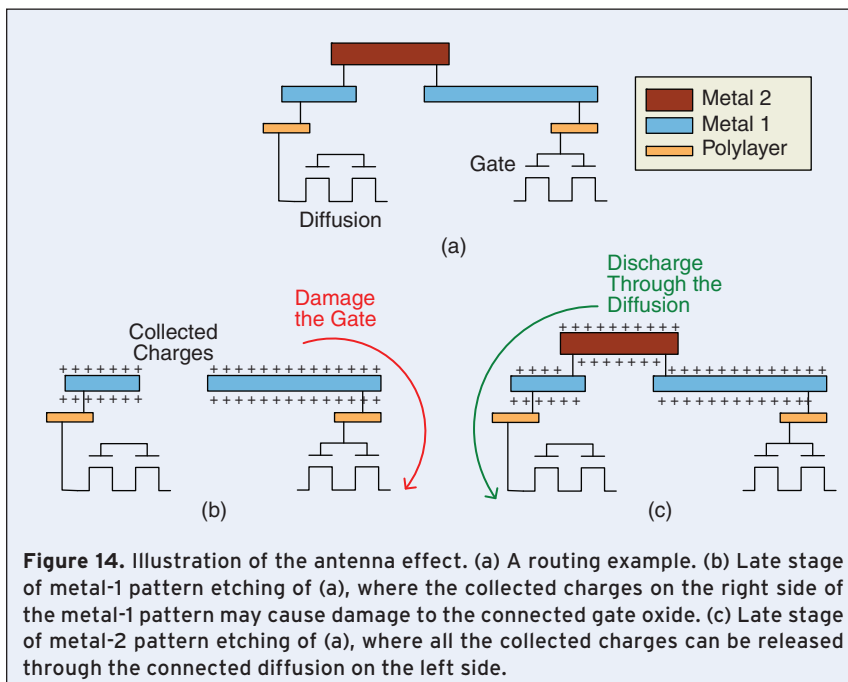 Metal 2
Metal 1
Polylayer
Gate
Diffusion
(a)
Discharge
Through the
Diffusion
Damage
the Gate
Collected
Charges
+ + + + + + + + + +
+ + + + + + +
+ + + + + + + + + + + + + + +
+ + + + +
+ + + + + + +
+ + + + + + + + + + + + + +
+ + + + + + +
+ + + + + + + + + + + + + + +
+ + + + + +
+ + + + + + + + + + + + +
(b)
(c)
Figure 14. Illustration of the antenna effect. (a) A routing example. (b) Late stage
of metal-1 pattern etching of (a), where the collected charges on the right side of
the metal-1 pattern may cause damage to the connected gate oxide. (c) Late stage
of metal-2 pattern etching of (a), where all the collected charges can be released
through the connected diffusion on the left side.